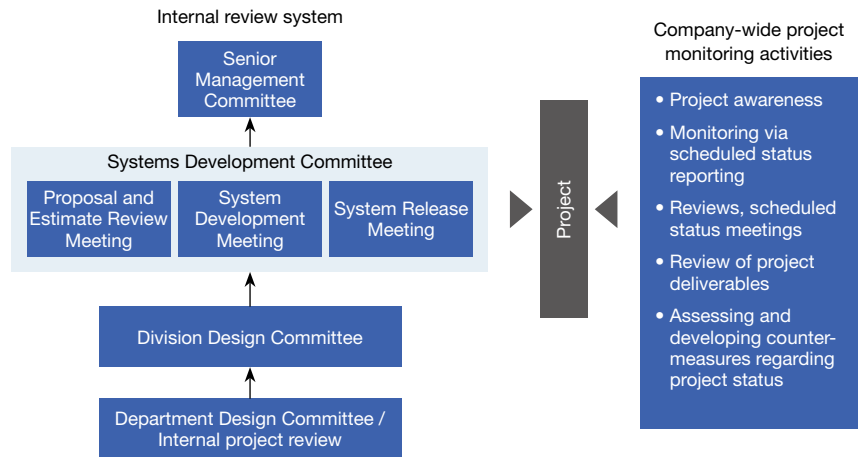 Internal review system
Senior
Management
Committee
Systems Development Committee
Proposal and
Estimate Review
Meeting
System
Development
Meeting
System Release
Meeting
Division Design Committee
Department Design Committee /
Internal project review
Project
Company-wide project
monitoring activities
• Project awareness
• Monitoring via
scheduled status
reporting
• Reviews, scheduled
status meetings
• Review of project
deliverables
• Assessing and
developing counter-
measures regarding
project status